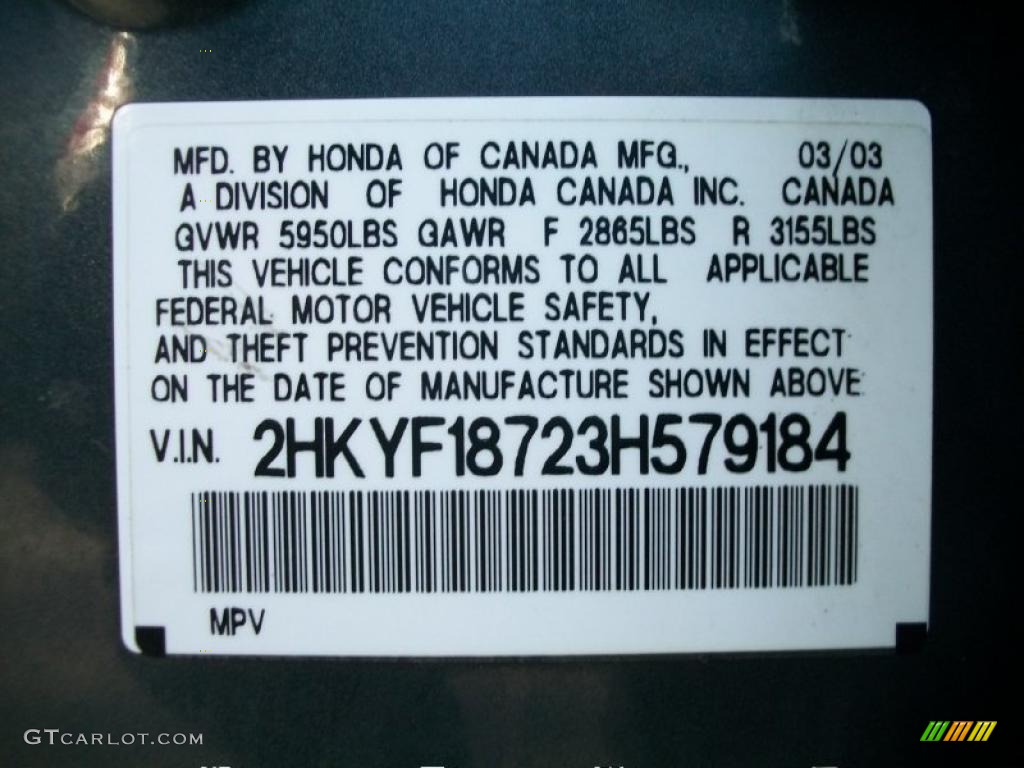 MFD. BY HONDA OF CANADA MFG., 03/03
A DIVISION OF HONDA CANADA INC. CANADA
GVWR 5950LBS GAWR F 2865LBS R 3155LBS
THIS VEHICLE CONFORMS TO ALL APPLICABLE
FEDERAL MOTOR VEHICLE SAFETY,
AND THEFT PREVENTION STANDARDS IN EFFECT
ON THE DATE OF MANUFACTURE SHOWN ABOVE
V.I.N. 2HKYF18723H579184
MPV
GTCARLOT.COM